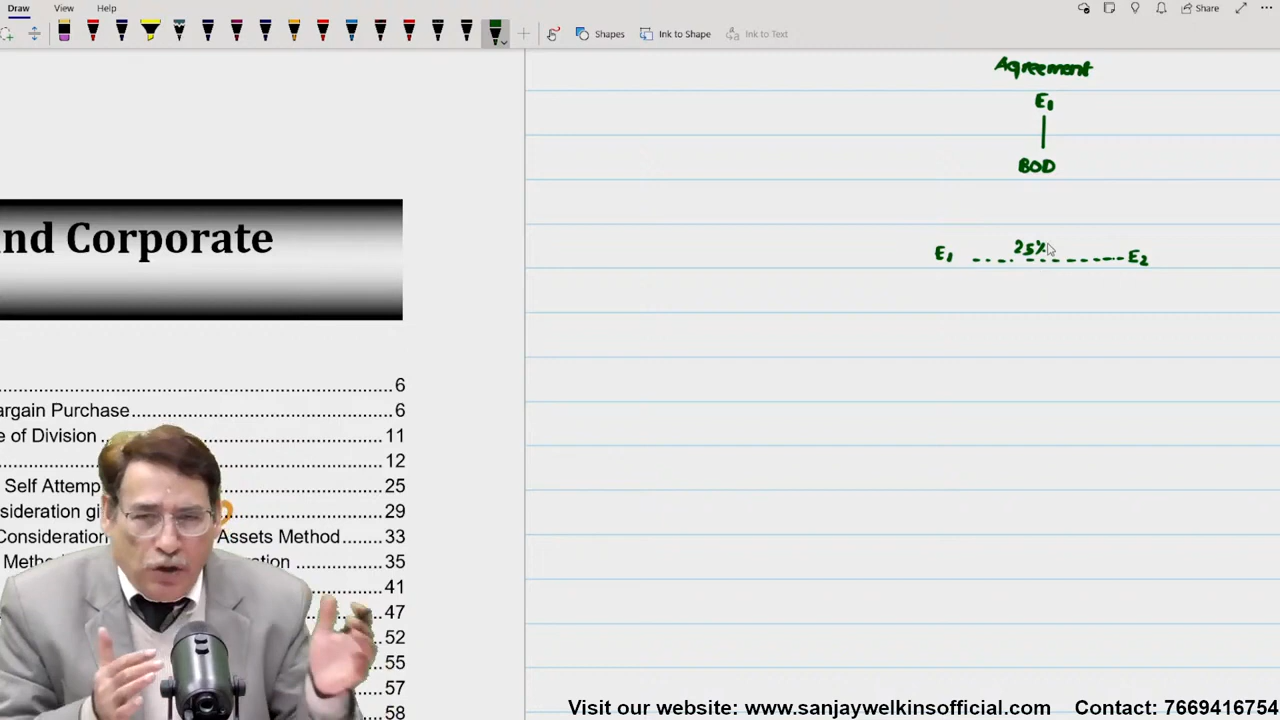 Draw View Help Share
Shapes Ink to Shape Ink to Text
nd Corporate
6
argain Purchase 6
e of Division 11
12
Self Attemp 25
sideration gi 29
Consideration Assets Method 33
Metho ation 35
41
47
52
55
57
58
Agreement
E1
BOD
E1 25% E2
Visit our website: www.sanjaywelkinsofficial.com Contact: 7669416754